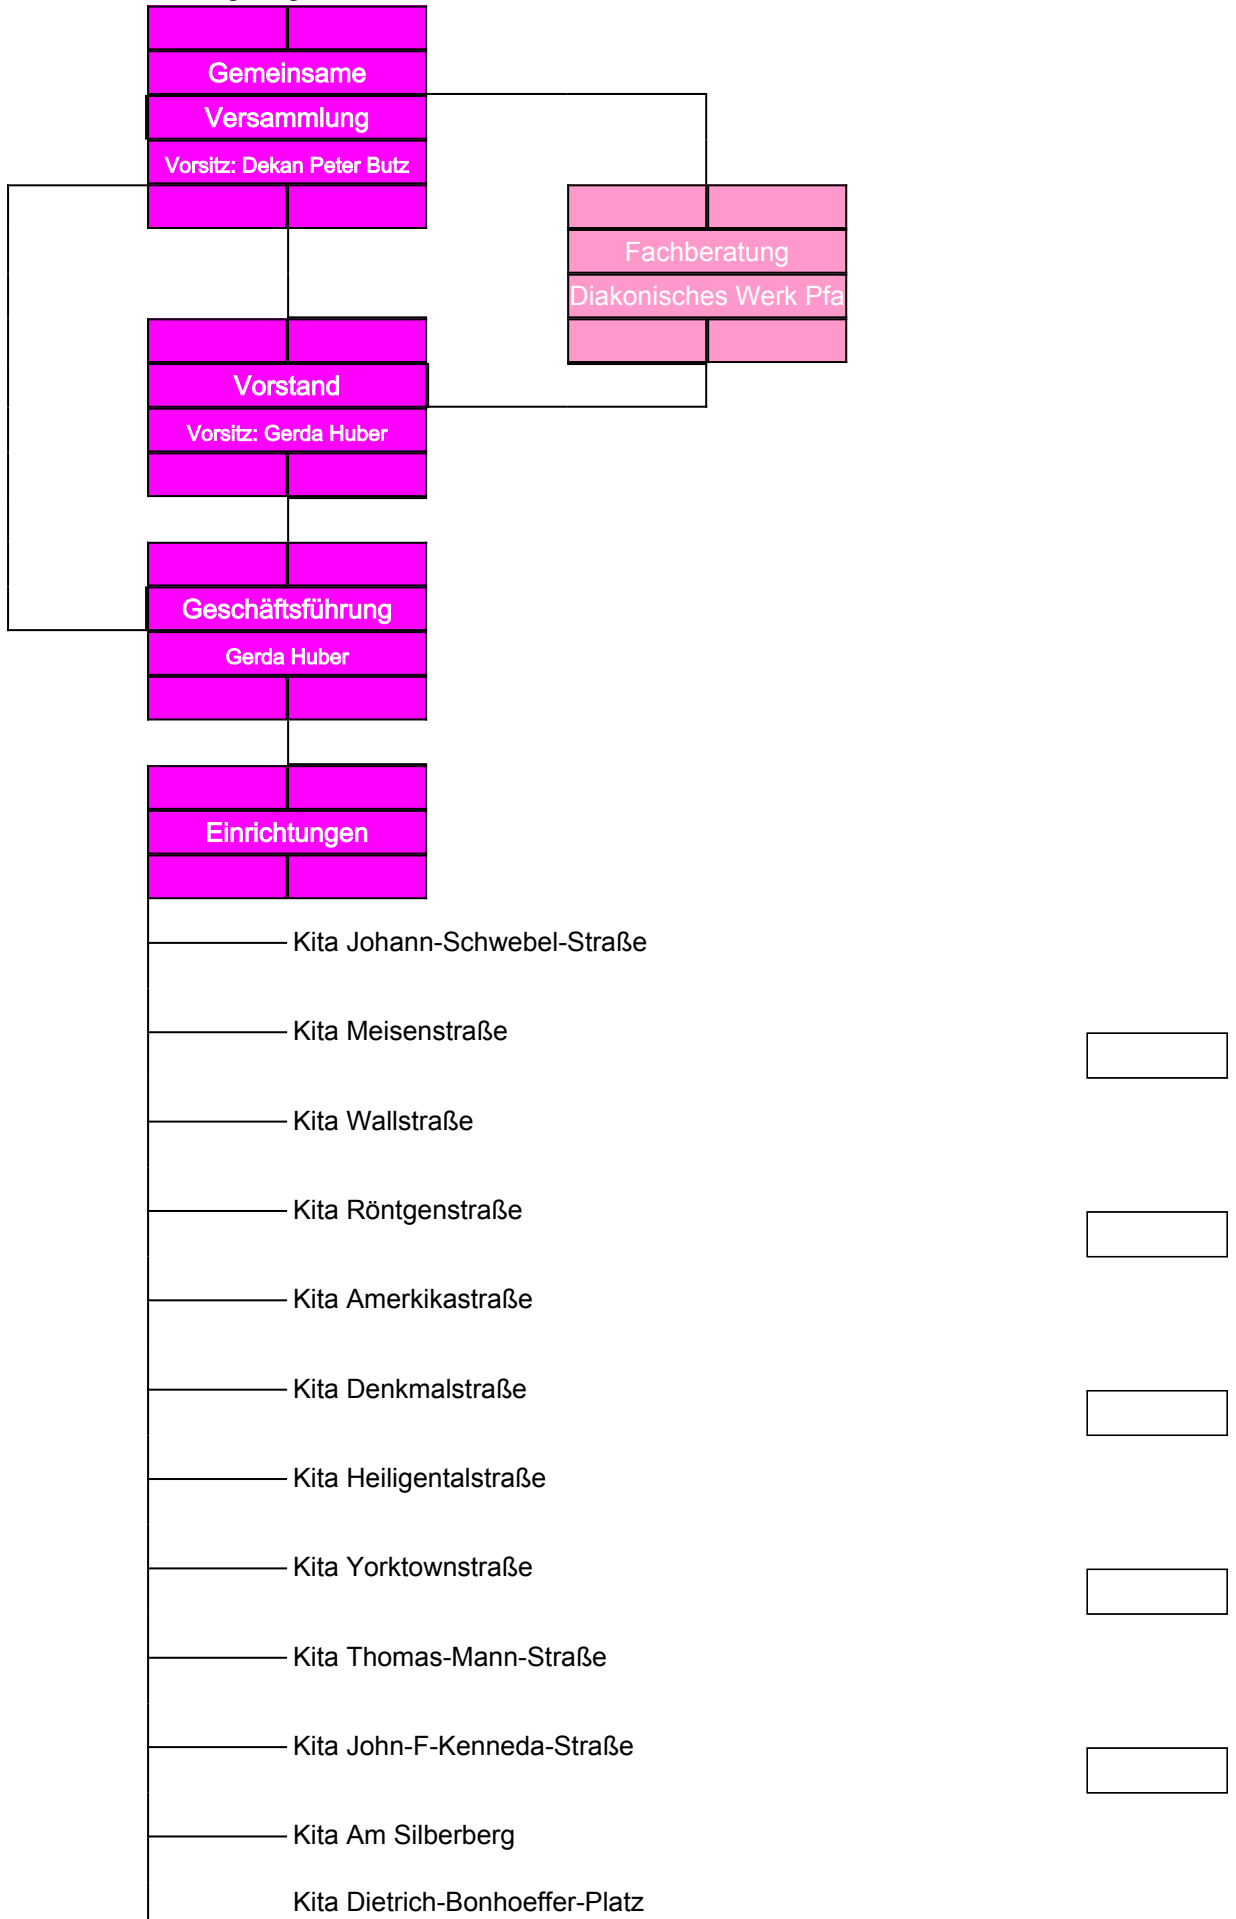 Gemeinsame
Versammlung
Vorsitz: Dekan Peter Butz
Fachberatung
Diakonisches Werk Pfa
Vorstand
Vorsitz: Gerda Huber
Geschäftsführung
Gerda Huber
Einrichtungen
Kita Johann-Schwebel-Straße
Kita Meisenstraße
Kita Wallstraße
Kita Röntgenstraße
Kita Amerkikastraße
Kita Denkmalstraße
Kita Heiligentalstraße
Kita Yorktownstraße
Kita Thomas-Mann-Straße
Kita John-F-Kenneda-Straße
Kita Am Silberberg
Kita Dietrich-Bonhoeffer-Platz